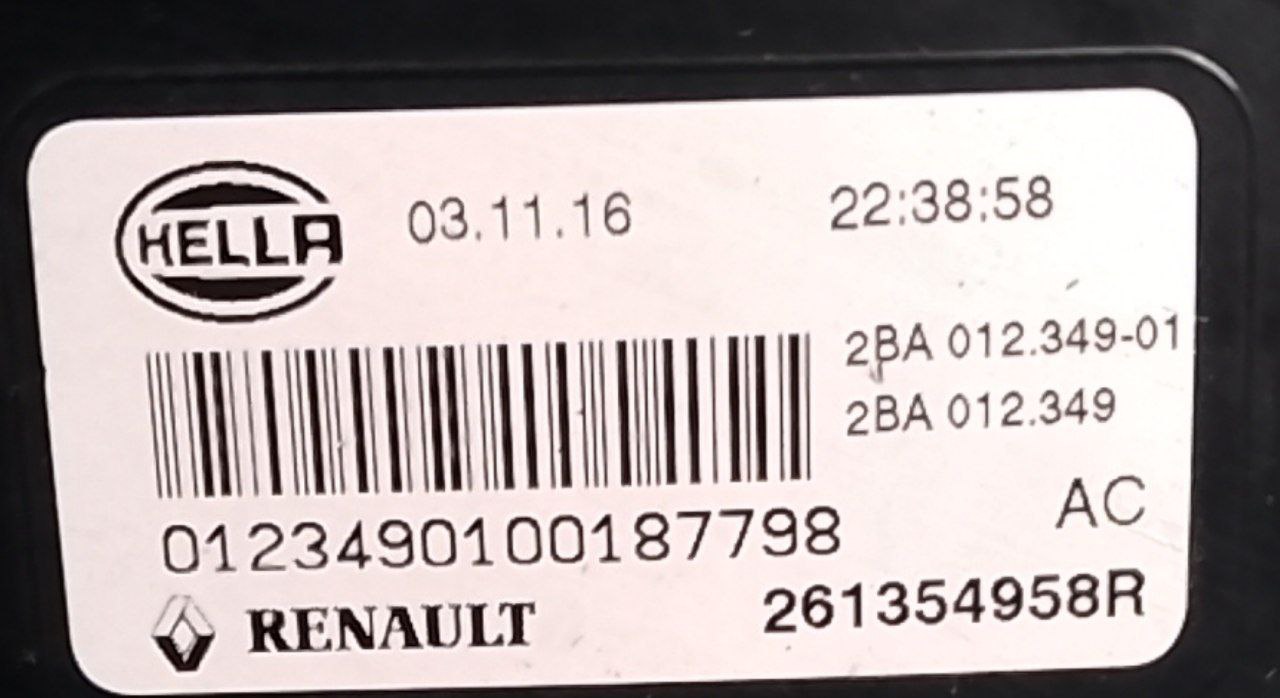 HELLA 03.11.16 22:38:58
2BA 012.349-01
2BA 012.349
0123490100187798 AC
RENAULT 261354958R